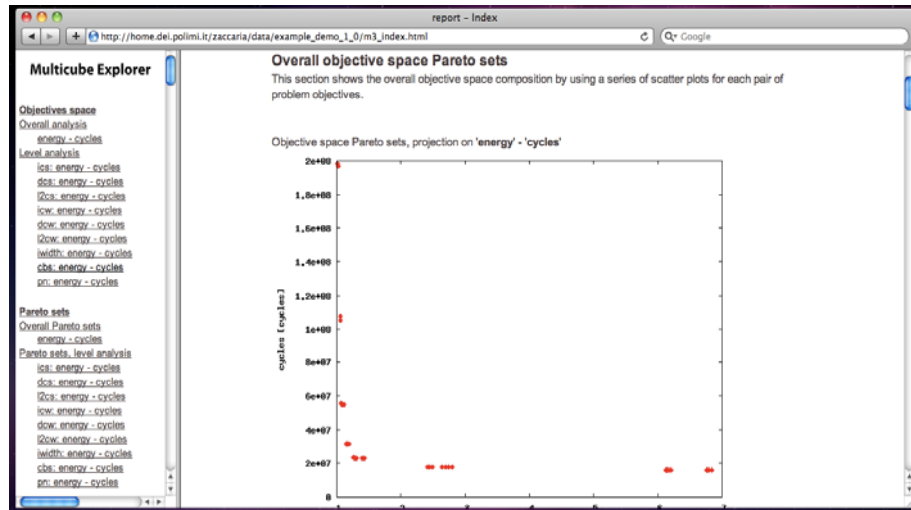 report – Index
http://home.dei.polimi.it/zaccaria/data/example_demo_1_0/m3_index.html
Google
Multicube Explorer
Objectives space
Overall analysis
energy - cycles
Level analysis
ics: energy - cycles
dcs: energy - cycles
l2cs: energy - cycles
icw: energy - cycles
dcw: energy - cycles
l2cw: energy - cycles
iwidth: energy - cycles
cbs: energy - cycles
pn: energy - cycles
Pareto sets
Overall Pareto sets
energy - cycles
Pareto sets, level analysis
ics: energy - cycles
dcs: energy - cycles
l2cs: energy - cycles
icw: energy - cycles
dcw: energy - cycles
l2cw: energy - cycles
iwidth: energy - cycles
cbs: energy - cycles
pn: energy - cycles
Overall objective space Pareto sets
This section shows the overall objective space composition by using a series of scatter plots for each pair of
problem objectives.
Objective space Pareto sets, projection on 'energy' - 'cycles'
2e+08
1.8e+08
1.6e+08
1.4e+08
1.2e+08
1e+08
8e+07
6e+07
4e+07
2e+07
0
cycles [cycles]
1 2 3 4 5 6 7